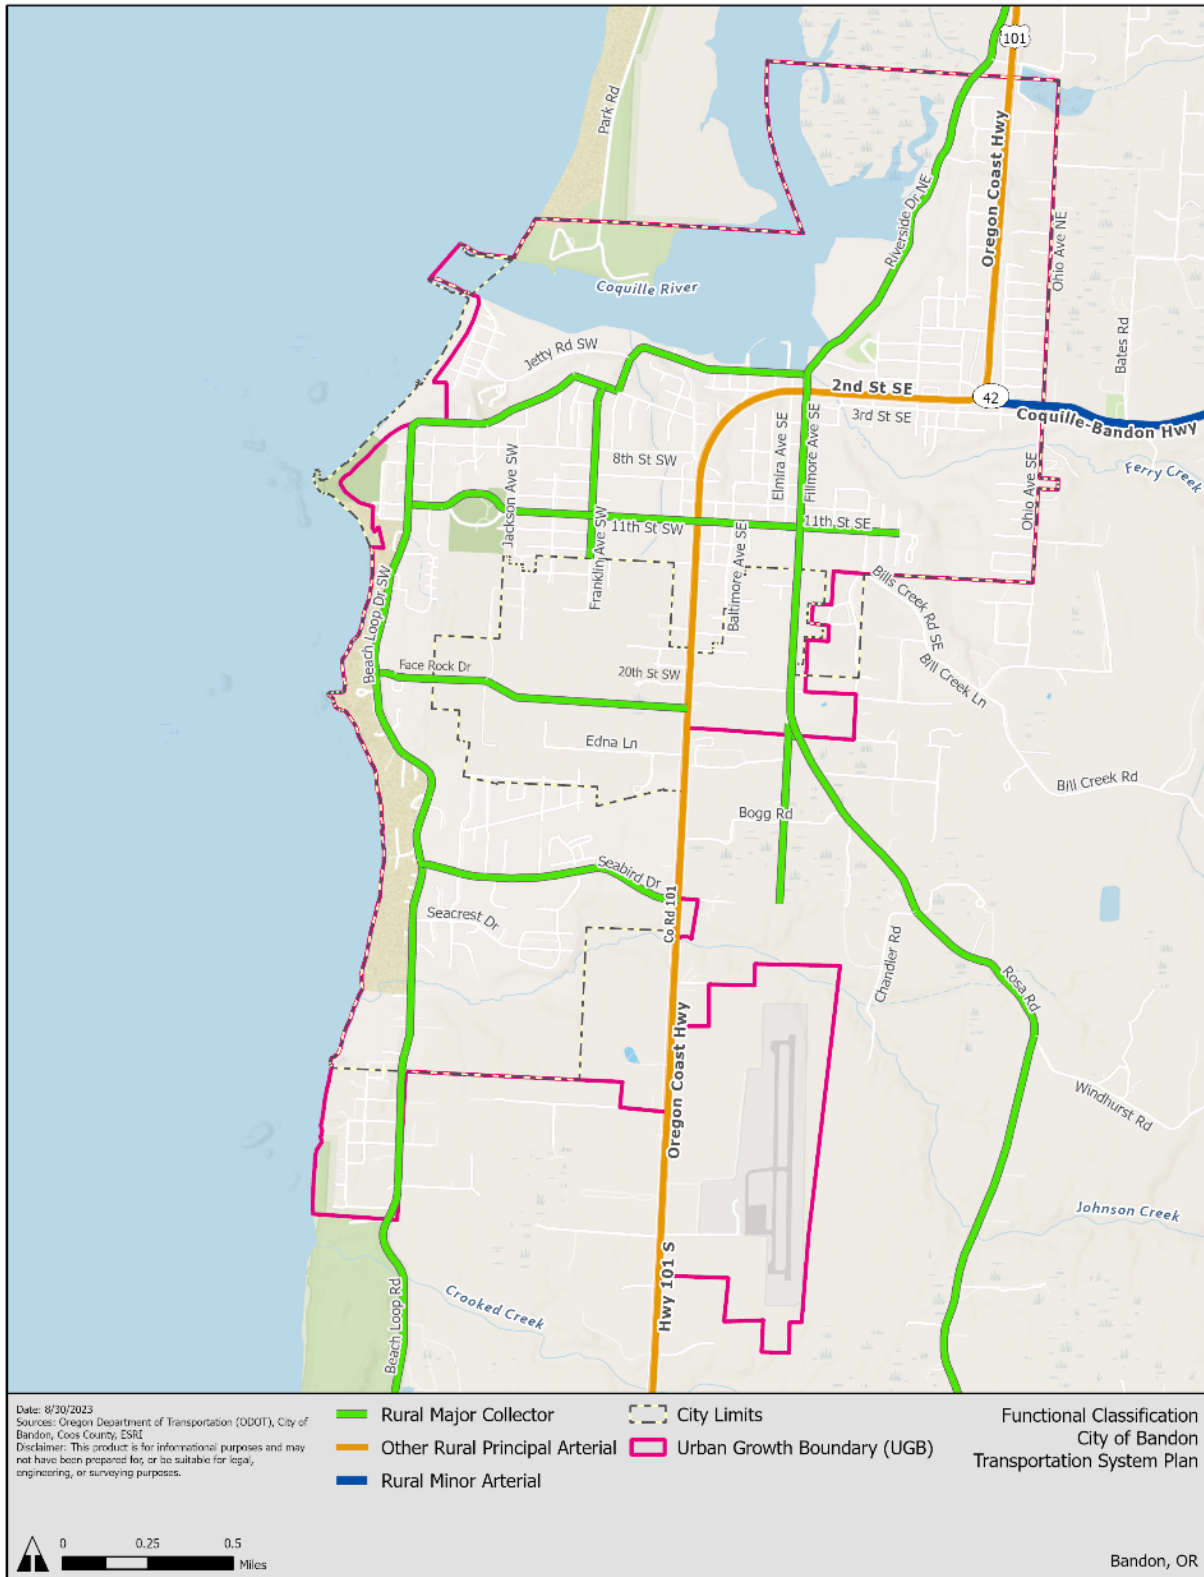 101
Park Rd
Oregon Coast Hwy
Riverside Dr NE
Ohio Ave NE
Coquille River
Bates Rd
Jetty Rd SW
2nd St SE
42
3rd St SE
Coquille-Bandon Hwy
Elmira Ave SE
Fillmore Ave SE
8th St SW
Ferry Creek
Jackson Ave SW
Ohio Ave SE
Franklin Ave SW
11th St SW
11th St SE
Baltimore Ave SE
Beach Loop Dr SW
Bills Creek Rd SE
Face Rock Dr
20th St SW
Bill Creek Ln
Edna Ln
Bill Creek Rd
Bogg Rd
Seabird Dr
Co Rd 101
Seacrest Dr
Chandler Rd
Rosa Rd
Oregon Coast Hwy
Windhurst Rd
Johnson Creek
Hwy 101 S
Beach Loop Rd
Crooked Creek
Date: 8/30/2023
Sources: Oregon Department of Transportation (ODOT), City of
Bandon, Coos County, ESRI
Disclaimer: This product is for informational purposes and may
not have been prepared for, or be suitable for legal,
engineering, or surveying purposes.
Rural Major Collector
Other Rural Principal Arterial
Rural Minor Arterial
City Limits
Urban Growth Boundary (UGB)
Functional Classification
City of Bandon
Transportation System Plan
0 0.25 0.5
Miles
Bandon, OR